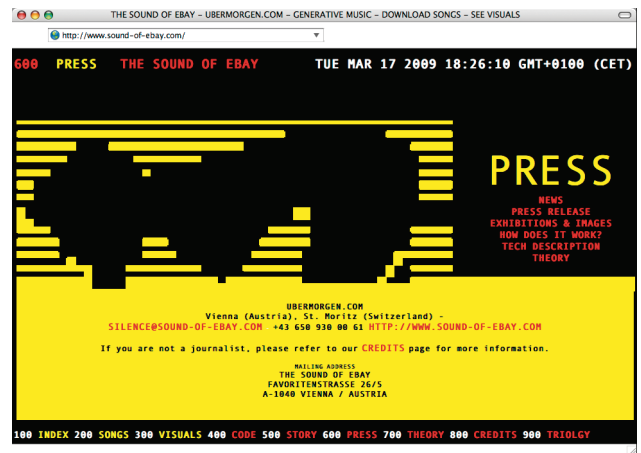 THE SOUND OF EBAY – UBERMORGEN.COM – GENERATIVE MUSIC – DOWNLOAD SONGS – SEE VISUALS
http://www.sound-of-ebay.com/
600 PRESS THE SOUND OF EBAY TUE MAR 17 2009 18:26:10 GMT+0100 (CET)
PRESS
NEWS
PRESS RELEASE
EXHIBITIONS & IMAGES
HOW DOES IT WORK?
TECH DESCRIPTION
THEORY
UBERMORGEN.COM
Vienna (Austria), St. Moritz (Switzerland) -
SILENCE@SOUND-OF-EBAY.COM +43 650 930 00 61 HTTP://WWW.SOUND-OF-EBAY.COM
If you are not a journalist, please refer to our CREDITS page for more information.
MAILING ADDRESS
THE SOUND OF EBAY
FAVORITENSTRASSE 26/5
A-1040 VIENNA / AUSTRIA
100 INDEX 200 SONGS 300 VISUALS 400 CODE 500 STORY 600 PRESS 700 THEORY 800 CREDITS 900 TRIOLGY